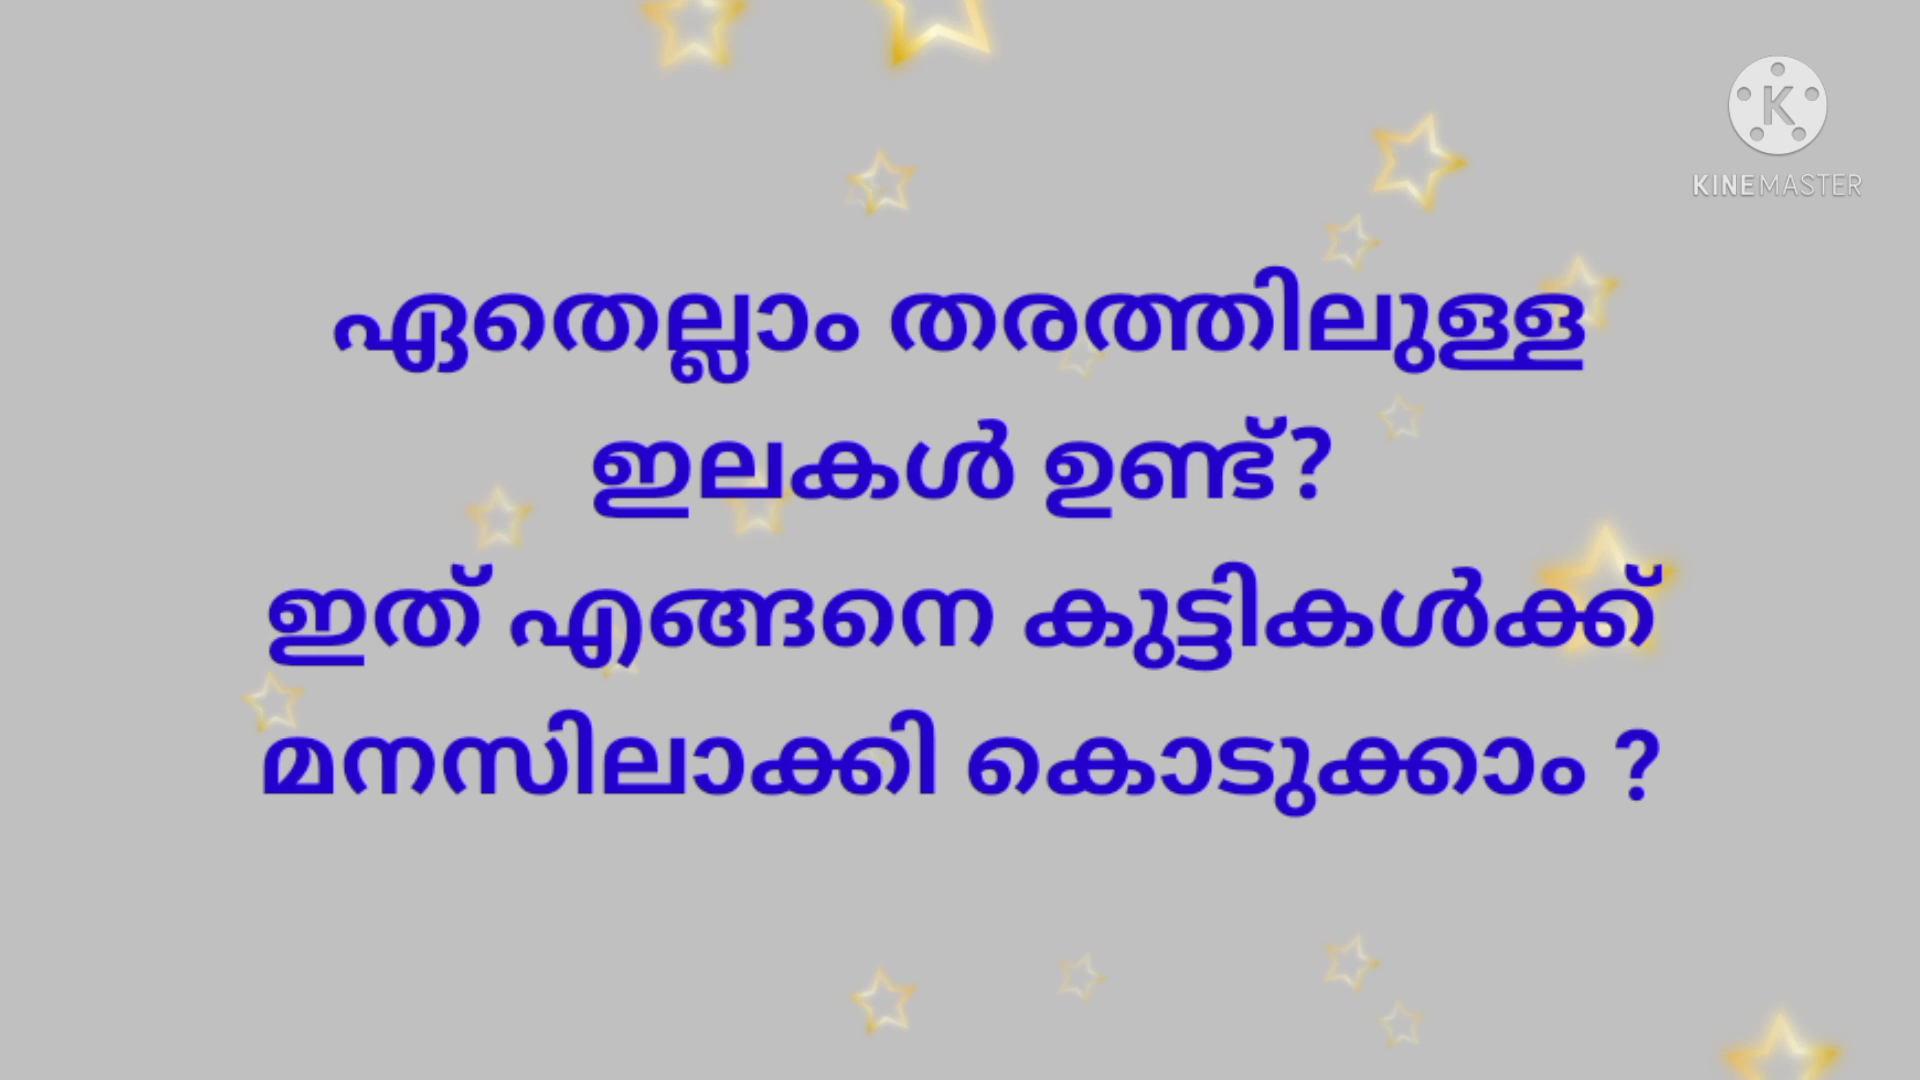 KINEMASTER
ഏതെല്ലാം തരത്തിലുള്ള
ഇലകൾ ഉണ്ട്?
ഇത് എങ്ങനെ കുട്ടികൾക്ക്
മനസിലാക്കി കൊടുക്കാം ?